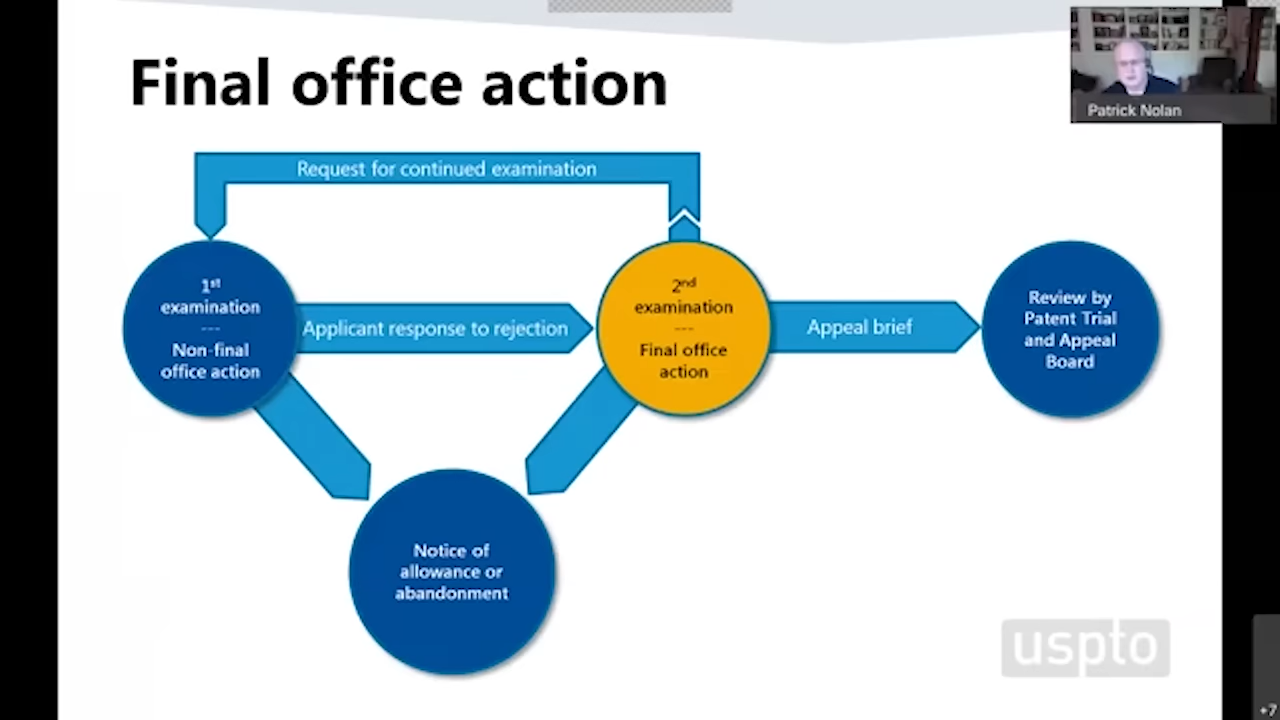 Final office action
Patrick Nolan
Request for continued examination
1st
examination
---
Non-final
office action
Applicant response to rejection
2nd
examination
---
Final office
action
Appeal brief
Review by
Patent Trial
and Appeal
Board
Notice of
allowance or
abandonment
uspto
+7